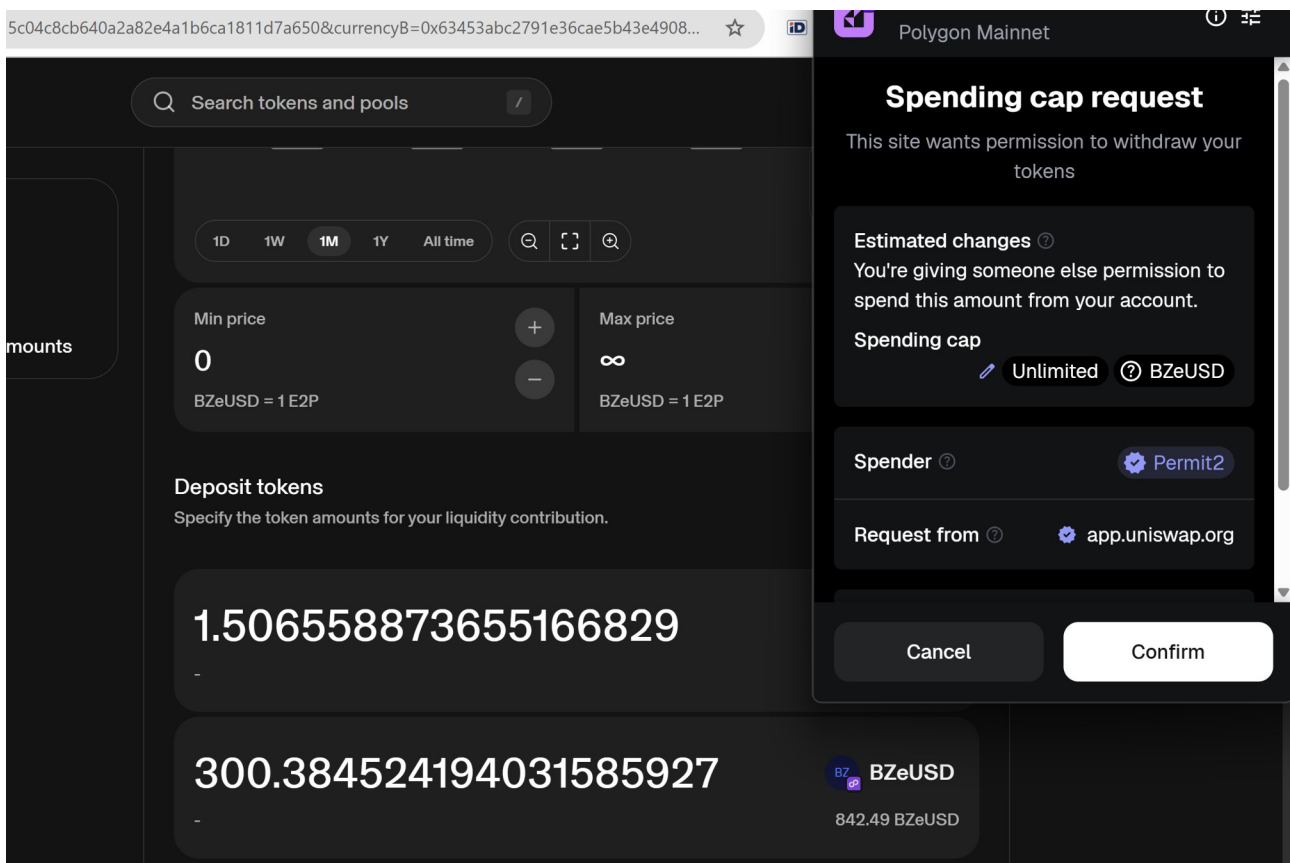 5c04c8cb640a2a82e4a1b6ca1811d7a650&currencyB=0x63453abc2791e36cae5b43e4908...
iD
Search tokens and pools
/
1D 1W 1M 1Y All time
mounts
Min price
0
BZeUSD = 1 E2P
Max price
∞
BZeUSD = 1 E2P
Deposit tokens
Specify the token amounts for your liquidity contribution.
1.506558873655166829
-
300.384524194031585927
-
BZ BZeUSD
842.49 BZeUSD
Polygon Mainnet
Spending cap request
This site wants permission to withdraw your
tokens
Estimated changes
You're giving someone else permission to
spend this amount from your account.
Spending cap
Unlimited BZeUSD
Spender Permit2
Request from app.uniswap.org
Cancel Confirm